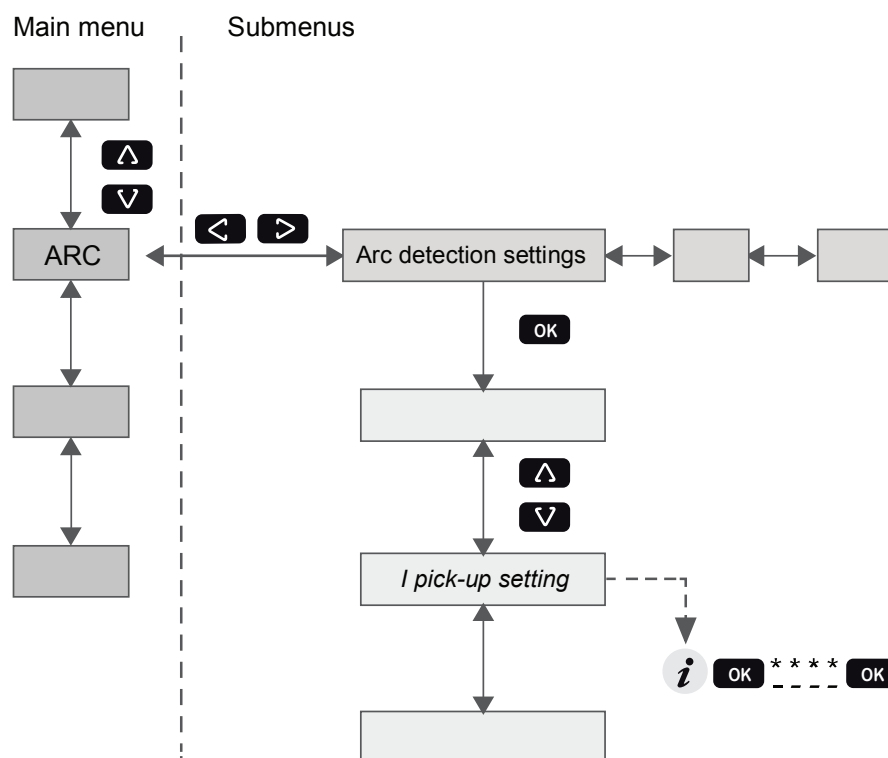 Main menu
Submenus
ARC
Arc detection settings
OK
I pick-up setting
i OK * * * * OK
_ _ _ _